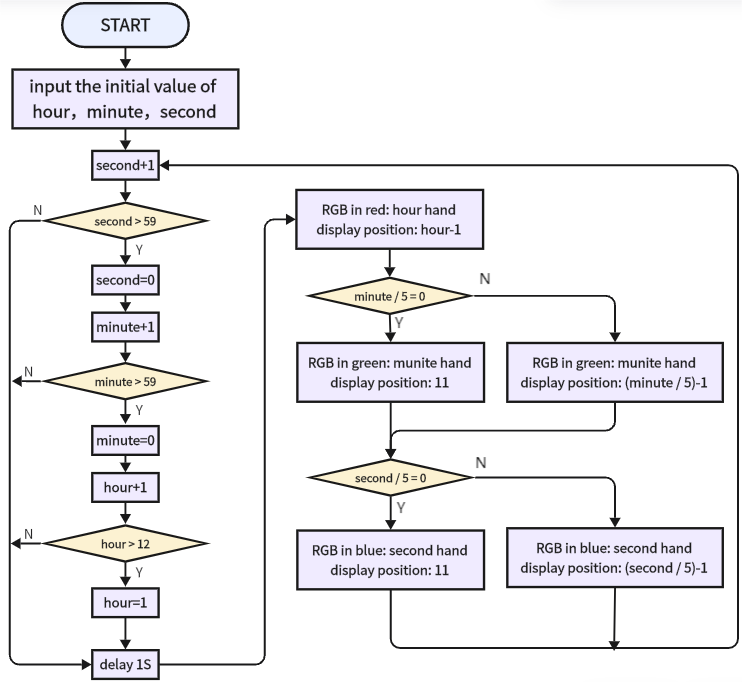 START
input the initial value of
hour，minute，second
second+1
N
second > 59
Y
second=0
minute+1
N
minute > 59
Y
minute=0
hour+1
N
hour > 12
Y
hour=1
delay 1S
RGB in red: hour hand
display position: hour-1
minute / 5 = 0
N
Y
RGB in green: munite hand
display position: 11
RGB in green: munite hand
display position: (minute / 5)-1
second / 5 = 0
N
Y
RGB in blue: second hand
display position: 11
RGB in blue: second hand
display position: (second / 5)-1